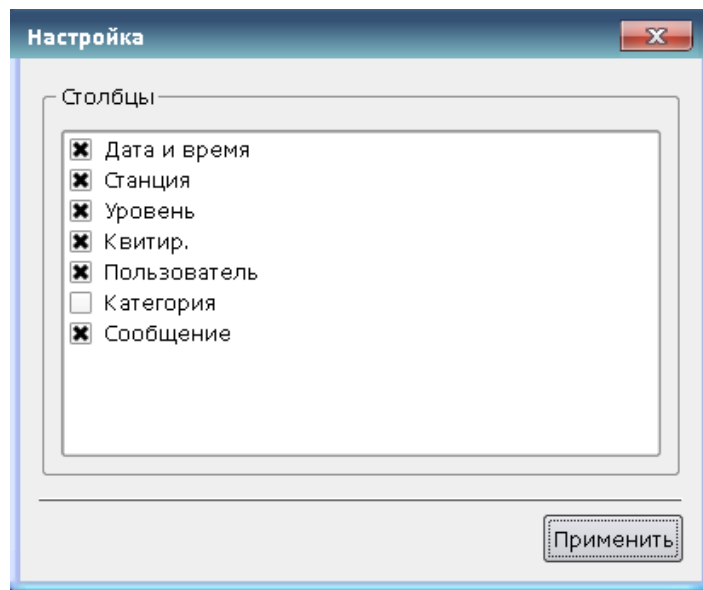 Настройка
Столбцы
Дата и время
Станция
Уровень
Квитир.
Пользователь
Категория
Сообщение
Применить